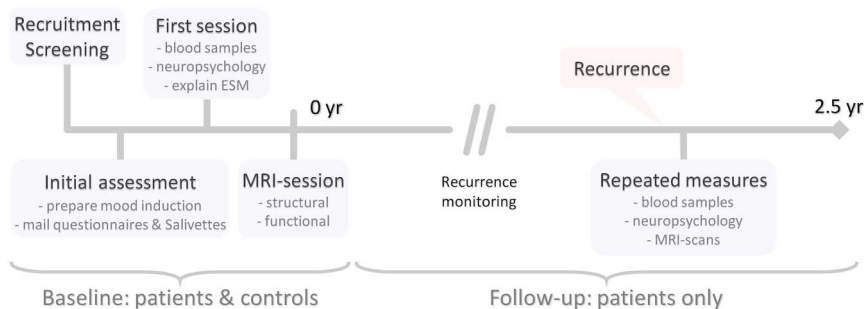 Recruitment
Screening
First session
- blood samples
- neuropsychology
- explain ESM
0 yr
Recurrence
2.5 yr
Initial assessment
- prepare mood induction
- mail questionnaires & Salivettes
MRI-session
- structural
- functional
Recurrence
monitoring
Repeated measures
- blood samples
- neuropsychology
- MRI-scans
Baseline: patients & controls
Follow-up: patients only